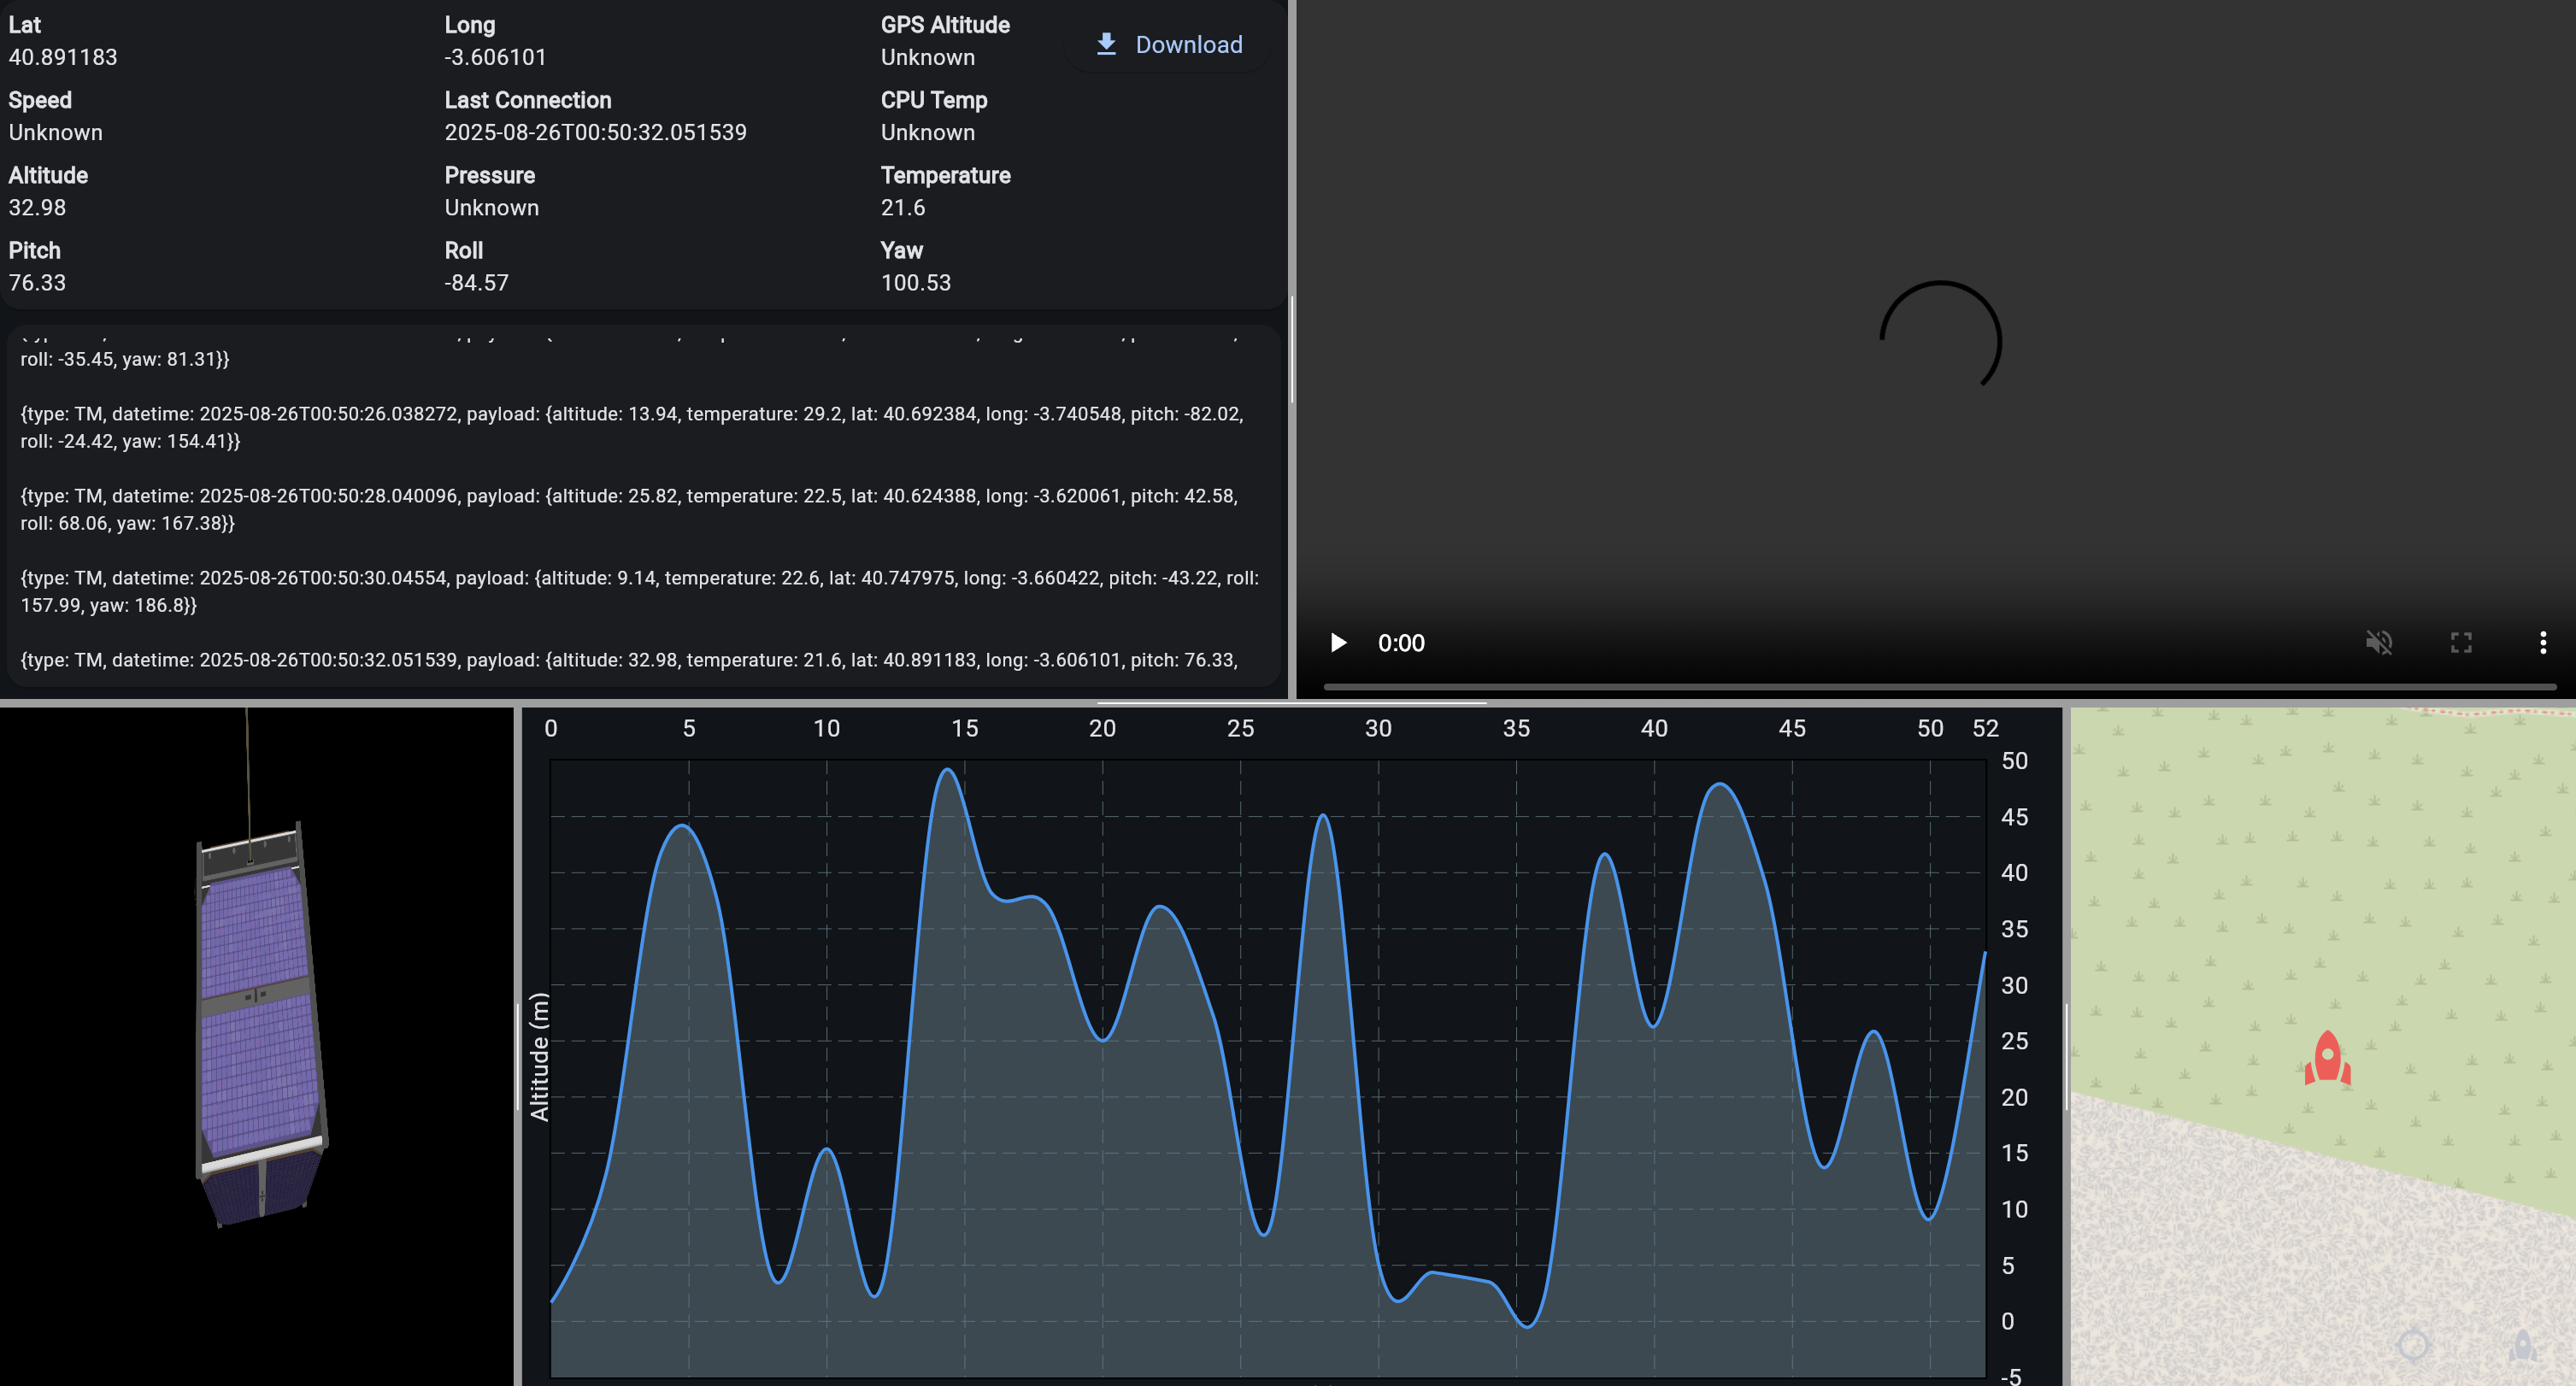 Lat
40.891183
Long
-3.606101
GPS Altitude
Unknown
Download
Speed
Unknown
Last Connection
2025-08-26T00:50:32.051539
CPU Temp
Unknown
Altitude
32.98
Pressure
Unknown
Temperature
21.6
Pitch
76.33
Roll
-84.57
Yaw
100.53
roll: -35.45, yaw: 81.31}}
{type: TM, datetime: 2025-08-26T00:50:26.038272, payload: {altitude: 13.94, temperature: 29.2, lat: 40.692384, long: -3.740548, pitch: -82.02,
roll: -24.42, yaw: 154.41}}
{type: TM, datetime: 2025-08-26T00:50:28.040096, payload: {altitude: 25.82, temperature: 22.5, lat: 40.624388, long: -3.620061, pitch: 42.58,
roll: 68.06, yaw: 167.38}}
{type: TM, datetime: 2025-08-26T00:50:30.04554, payload: {altitude: 9.14, temperature: 22.6, lat: 40.747975, long: -3.660422, pitch: -43.22, roll:
157.99, yaw: 186.8}}
{type: TM, datetime: 2025-08-26T00:50:32.051539, payload: {altitude: 32.98, temperature: 21.6, lat: 40.891183, long: -3.606101, pitch: 76.33,
0:00
0 5 10 15 20 25 30 35 40 45 50 52
50
45
40
35
30
25
20
15
10
5
0
-5
Altitude (m)